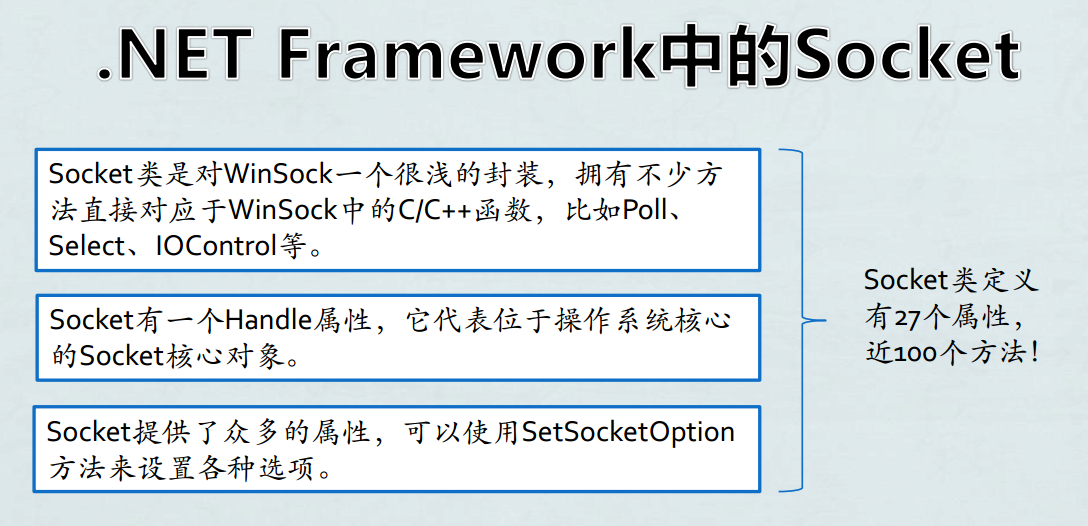 .NET Framework中的Socket
Socket类是对WinSock一个很浅的封装，拥有不少方
法直接对应于WinSock中的C/C++函数，比如Poll、
Select、IOControl等。
Socket有一个Handle属性，它代表位于操作系统核心
的Socket核心对象。
Socket提供了众多的属性，可以使用SetSocketOption
方法来设置各种选项。
Socket类定义
有27个属性，
近100个方法！